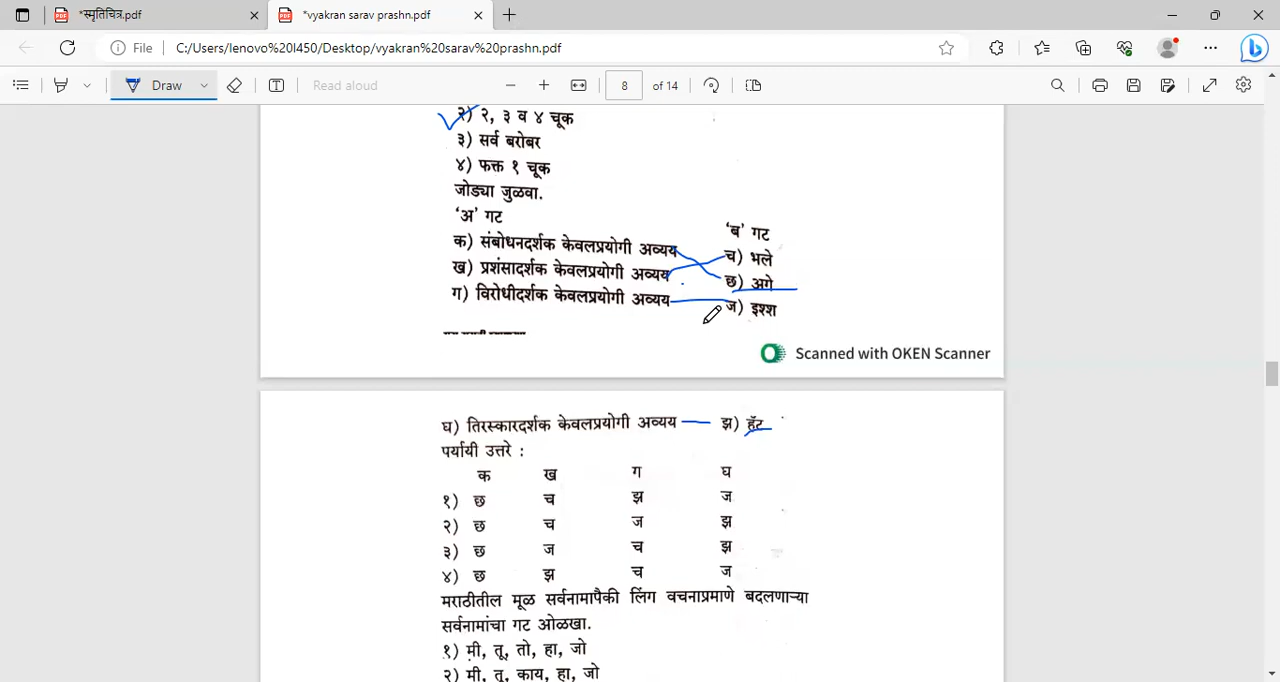 *स्मृतिचित्र.pdf
*vyakran sarav prashn.pdf
File
C:/Users/lenovo%20l450/Desktop/vyakran%20sarav%20prashn.pdf
Draw
Read aloud
8 of 14
२) २, ३ व ४ चूक
३) सर्व बरोबर
४) फक्त १ चूक
जोड्या जुळवा.
‘अ’ गट ‘ब’ गट
क) संबोधनदर्शक केवलप्रयोगी अव्यय च) भले
ख) प्रशंसादर्शक केवलप्रयोगी अव्यय छ) अगे
ग) विरोधीदर्शक केवलप्रयोगी अव्यय ज) इश्श
Scanned with OKEN Scanner
घ) तिरस्कारदर्शक केवलप्रयोगी अव्यय झ) हॅट
पर्यायी उत्तरे :
क ख ग घ
१) छ च झ ज
२) छ च ज झ
३) छ ज च झ
४) छ झ च ज
मराठीतील मूळ सर्वनामापैकी लिंग वचनाप्रमाणे बदलणाऱ्या
सर्वनामांचा गट ओळखा.
१) मी, तू, तो, हा, जो
२) मी, तू, काय, हा, जो